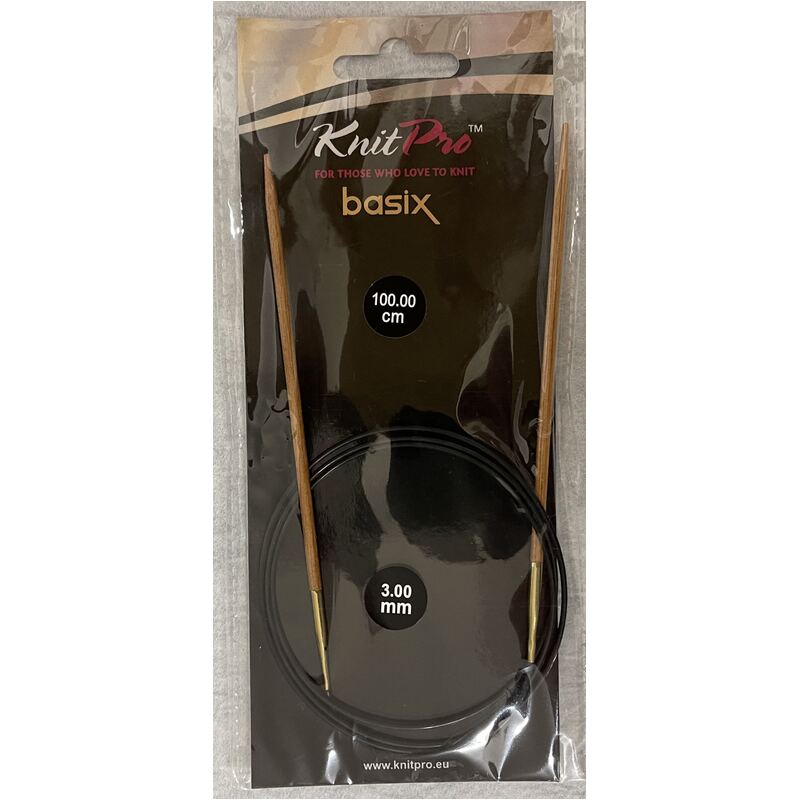 KnitPro™
FOR THOSE WHO LOVE TO KNIT
basix
100.00
cm
3.00
mm
www.knitpro.eu